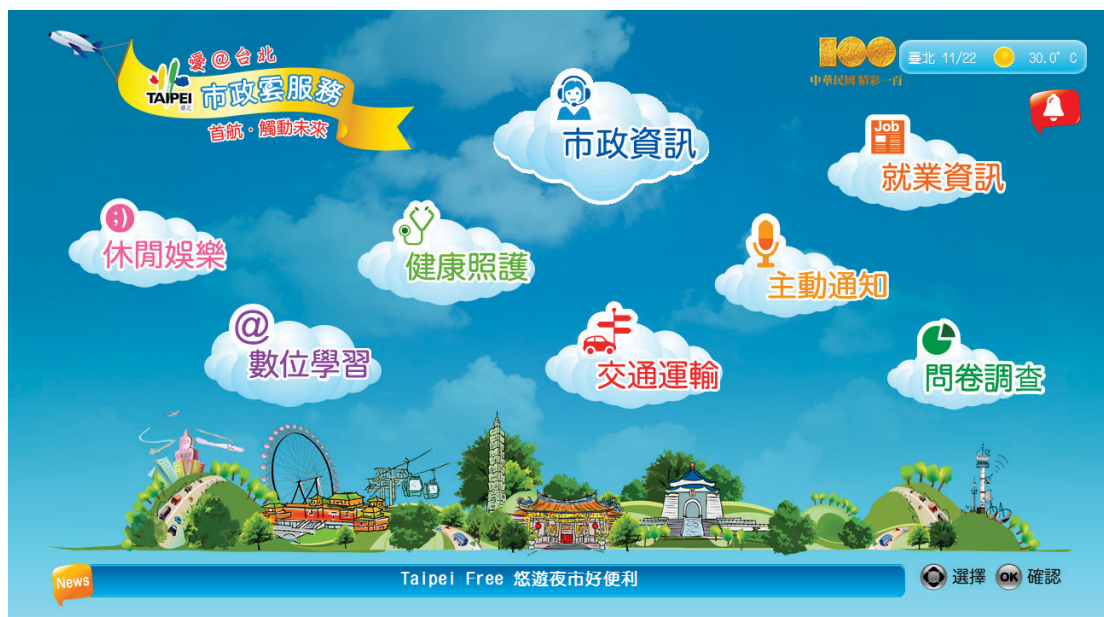 愛@台北
TAIPEI
臺北
市政雲服務
首航・觸動未來
100
中華民國精彩一百
臺北 11/22 30.0° C
市政資訊
Job
就業資訊
;)
休閒娛樂
健康照護
主動通知
@
數位學習
交通運輸
問卷調查
News
Taipei Free 悠遊夜市好便利
選擇 OK 確認